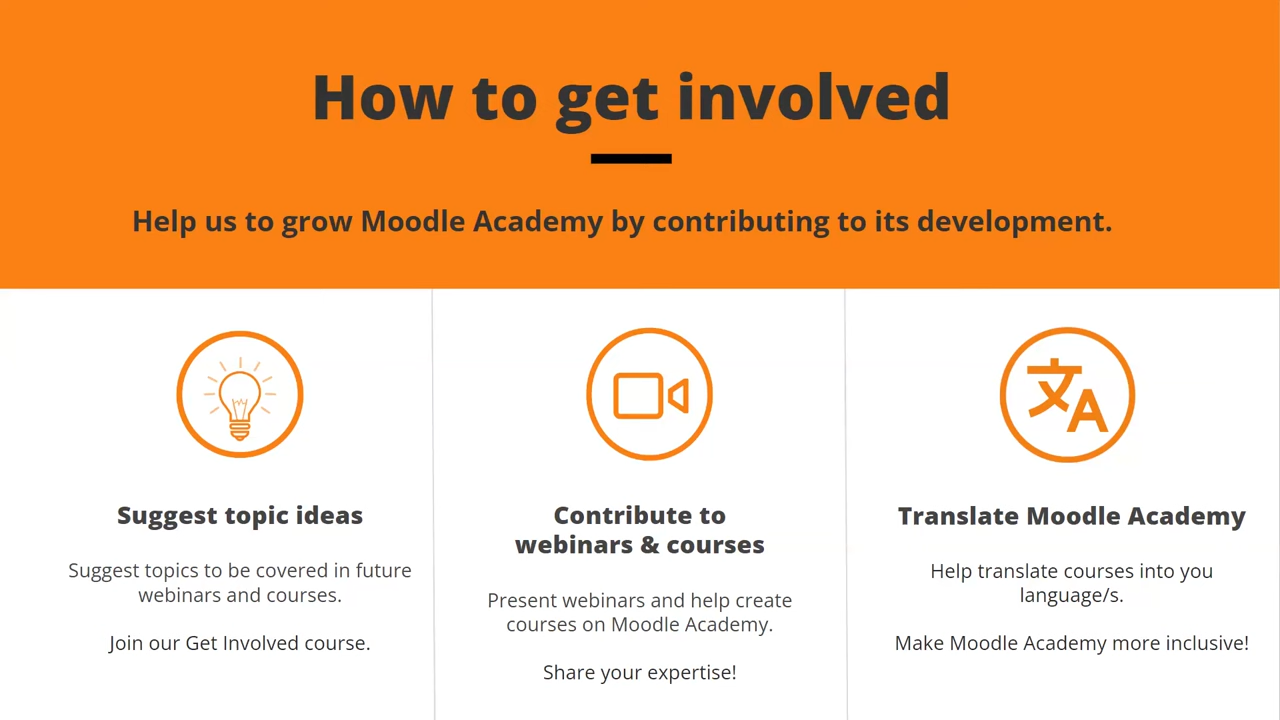 How to get involved
Help us to grow Moodle Academy by contributing to its development.
文A
Suggest topic ideas
Suggest topics to be covered in future
webinars and courses.
Join our Get Involved course.
Contribute to
webinars & courses
Present webinars and help create
courses on Moodle Academy.
Share your expertise!
Translate Moodle Academy
Help translate courses into you
language/s.
Make Moodle Academy more inclusive!